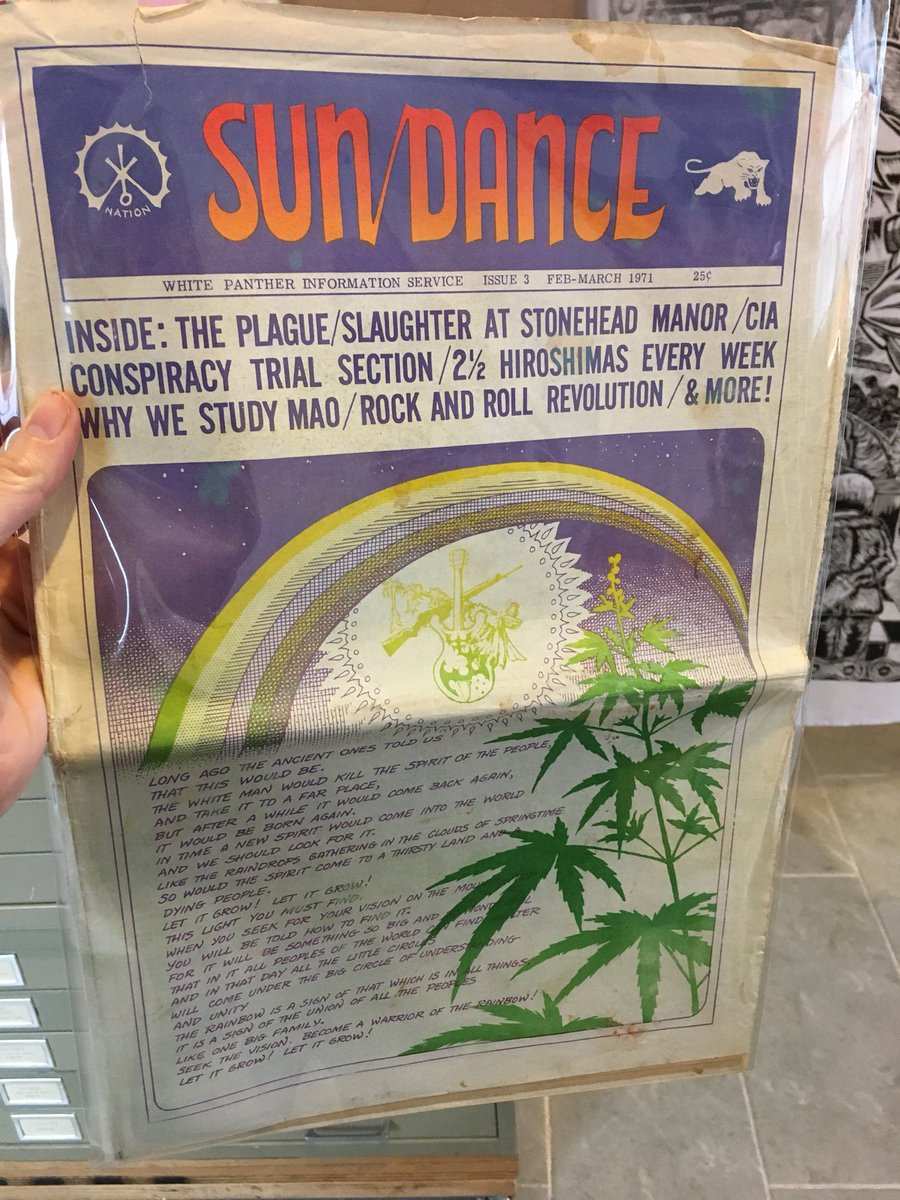 NATION
SUN/DANCE
WHITE PANTHER INFORMATION SERVICE ISSUE 3 FEB-MARCH 1971 25¢
INSIDE: THE PLAGUE/SLAUGHTER AT STONEHEAD MANOR/CIA
CONSPIRACY TRIAL SECTION/2½ HIROSHIMAS EVERY WEEK
WHY WE STUDY MAO/ROCK AND ROLL REVOLUTION/& MORE!
LONG AGO THE ANCIENT ONES TOLD US
THAT THIS WOULD BE.
THE WHITE MAN WOULD KILL THE SPIRIT OF THE PEOPLE,
AND TAKE IT TO A FAR PLACE,
BUT AFTER A WHILE IT WOULD COME BACK AGAIN,
IT WOULD BE BORN AGAIN.
IN TIME A NEW SPIRIT WOULD COME INTO THE WORLD
AND WE SHOULD LOOK FOR IT.
LIKE THE RAINDROPS GATHERING IN THE CLOUDS OF SPRINGTIME
SO WOULD THE SPIRIT COME TO A THIRSTY LAND AND
DYING PEOPLE.
LET IT GROW! LET IT GROW!
THIS LIGHT YOU MUST FIND.
WHEN YOU SEEK FOR YOUR VISION ON THE
YOU WILL BE TOLD HOW TO FIND IT.
FOR IT WILL BE SOMETHING SO BIG AND
THAT IN IT ALL PEOPLES OF THE WORLD CAN FIND
AND IN THAT DAY ALL THE LITTLE CIRCLES
WILL COME UNDER THE BIG CIRCLE OF UNDERSTANDING
AND UNITY
THE RAINBOW IS A SIGN OF THAT WHICH IS IN ALL THINGS
IT IS A SIGN OF THE UNION OF ALL THE PEOPLES
LIKE ONE BIG FAMILY.
SEEK THE VISION. BECOME A WARRIOR OF THE RAINBOW!
LET IT GROW! LET IT GROW!